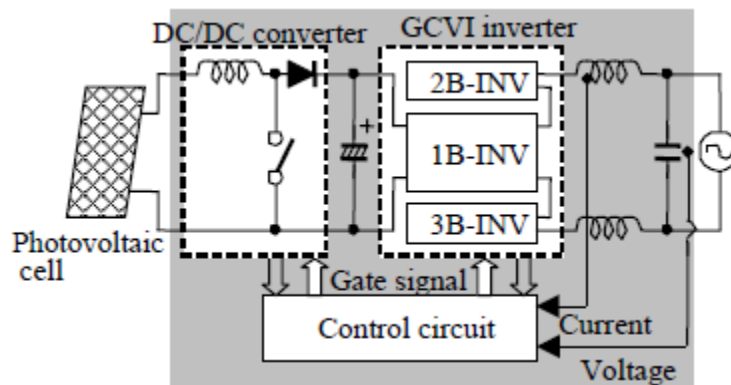 DC/DC converter
GCVI inverter
2B-INV
1B-INV
3B-INV
+
Photovoltaic
cell
Gate signal
Control circuit
Current
Voltage